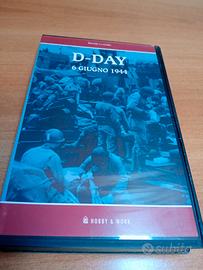 D-DAY
6 GIUGNO 1944
HOBBY & WORK
subito